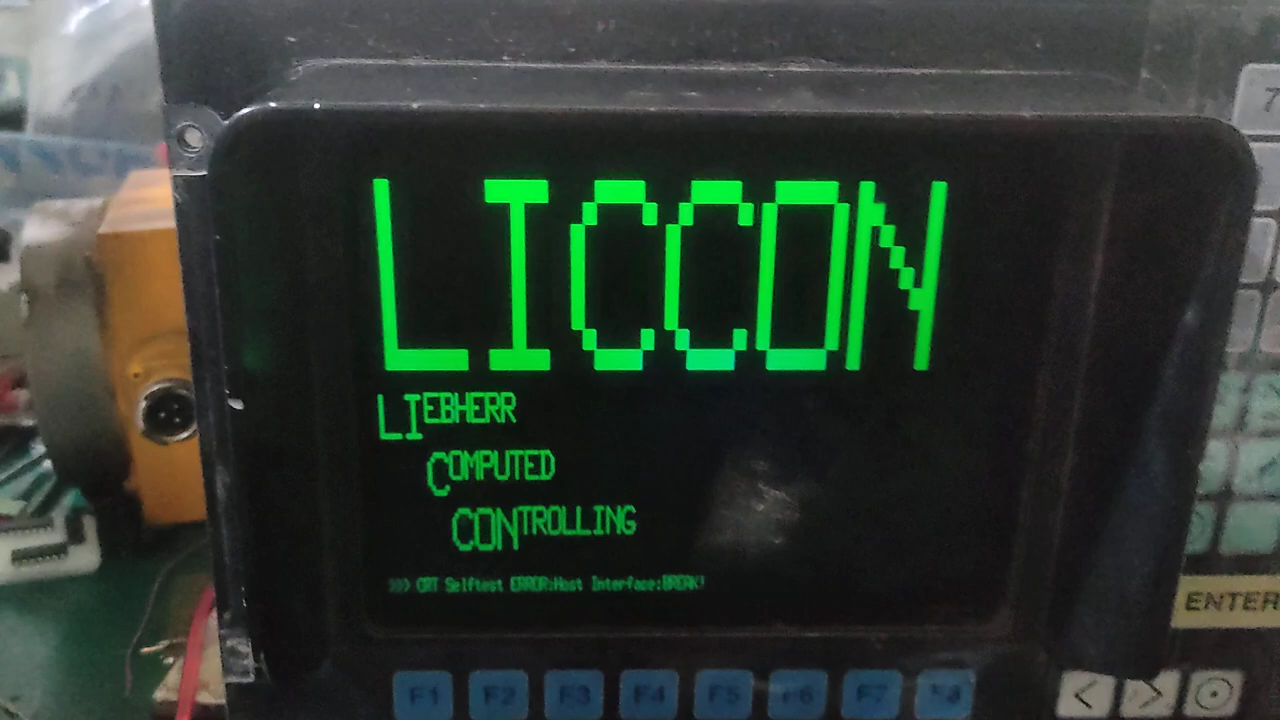 LICCON
LIEBHERR
COMPUTED
CONTROLLING
>>> CRT Selftest ERROR:Host Interface:BREAK!
7
ENTER
F1 F2 F3 F4 F5 F6 F7 F8
< >